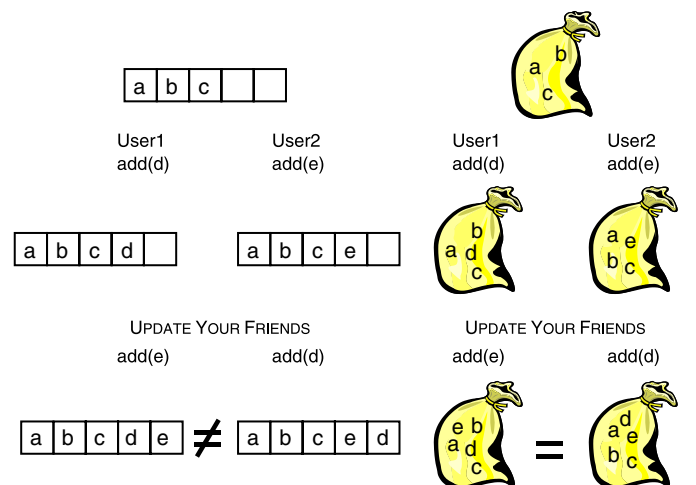 a b c
b
a
c
User1 User2 User1 User2
add(d) add(e) add(d) add(e)
a b c d
a b c e
b
a d
c
a e
b c
UPDATE YOUR FRIENDS UPDATE YOUR FRIENDS
add(e) add(d) add(e) add(d)
a b c d e ≠ a b c e d
e b
a d
c
=
d
a e
b c